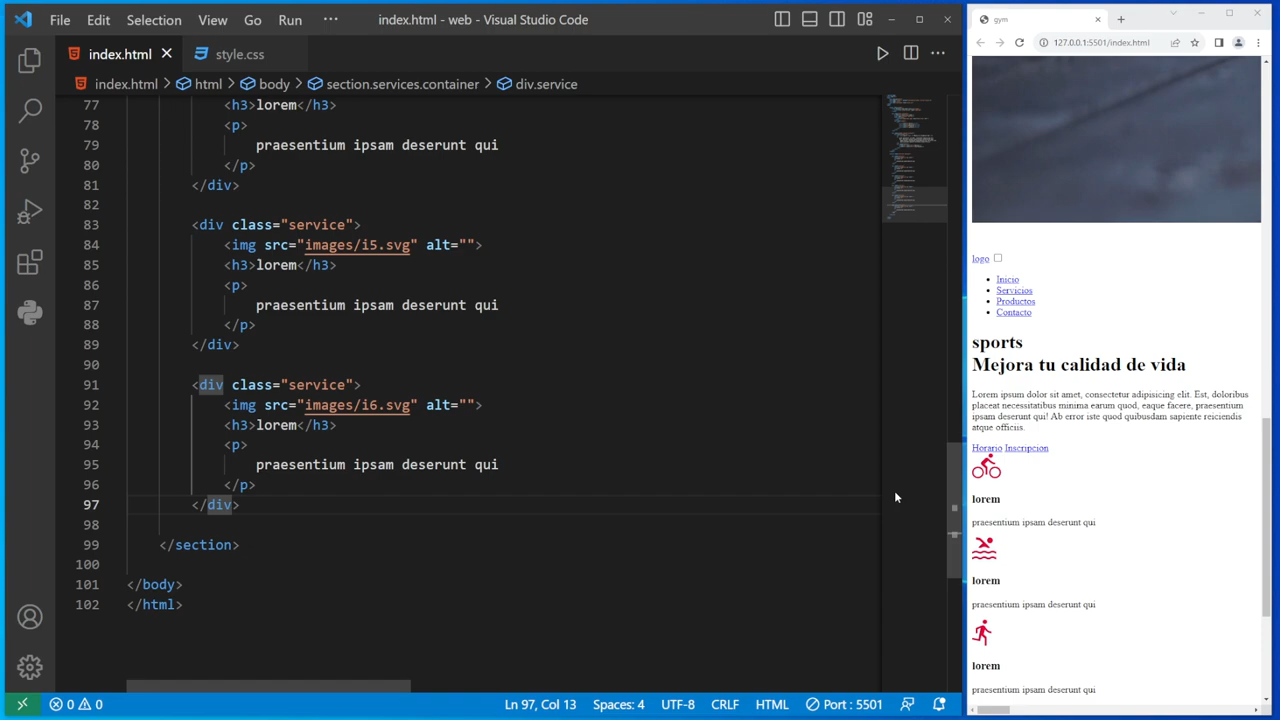 File Edit Selection View Go Run ··· index.html - web - Visual Studio Code
index.html style.css
index.html > html > body > section.services.container > div.service
77 <h3>lorem</h3>
78 <p>
79 praesentium ipsam deserunt qui
80 </p>
81 </div>
82
83 <div class="service">
84 <img src="images/i5.svg" alt="">
85 <h3>lorem</h3>
86 <p>
87 praesentium ipsam deserunt qui
88 </p>
89 </div>
90
91 <div class="service">
92 <img src="images/i6.svg" alt="">
93 <h3>lorem</h3>
94 <p>
95 praesentium ipsam deserunt qui
96 </p>
97 </div>
98
99 </section>
100
101 </body>
102 </html>
0 0 Ln 97, Col 13 Spaces: 4 UTF-8 CRLF HTML Port : 5501
gym
127.0.0.1:5501/index.html
logo
Inicio
Servicios
Productos
Contacto
sports
Mejora tu calidad de vida
Lorem ipsum dolor sit amet, consectetur adipisicing elit. Est, doloribus
placeat necessitatibus minima earum quod, eaque facere, praesentium
ipsam deserunt qui! Ab error iste quod quibusdam sapiente reiciendis
atque officiis.
Horario Inscripcion
lorem
praesentium ipsam deserunt qui
lorem
praesentium ipsam deserunt qui
lorem
praesentium ipsam deserunt qui